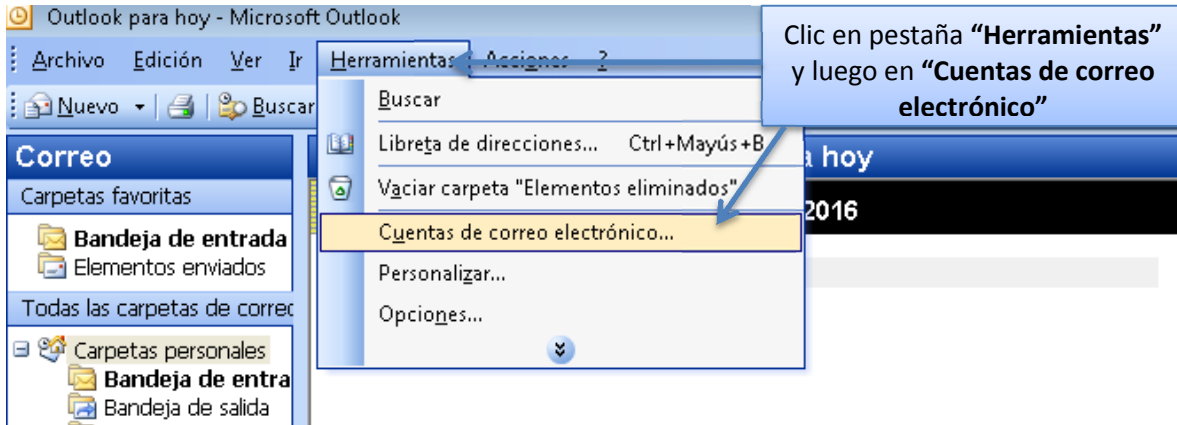 Outlook para hoy - Microsoft Outlook
Archivo Edición Ver Ir Herramientas Acciones ?
Clic en pestaña “Herramientas”
y luego en “Cuentas de correo
electrónico”
Nuevo Buscar
Buscar
Libreta de direcciones... Ctrl+Mayús+B
Vaciar carpeta "Elementos eliminados"
Cuentas de correo electrónico...
Personalizar...
Opciones...
Correo
Carpetas favoritas
Bandeja de entrada
Elementos enviados
Todas las carpetas de correo
Carpetas personales
Bandeja de entra
Bandeja de salida
hoy
2016